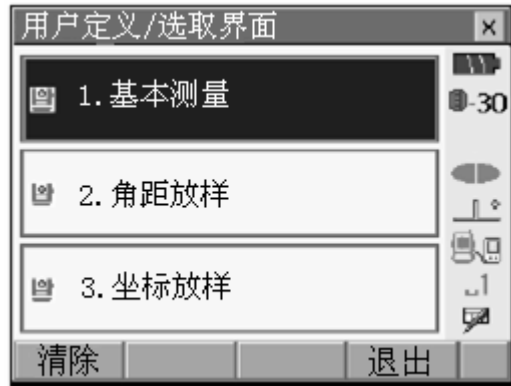 用户定义/选取界面
1.基本测量
-30
2.角距放样
3.坐标放样
1
清除 退出